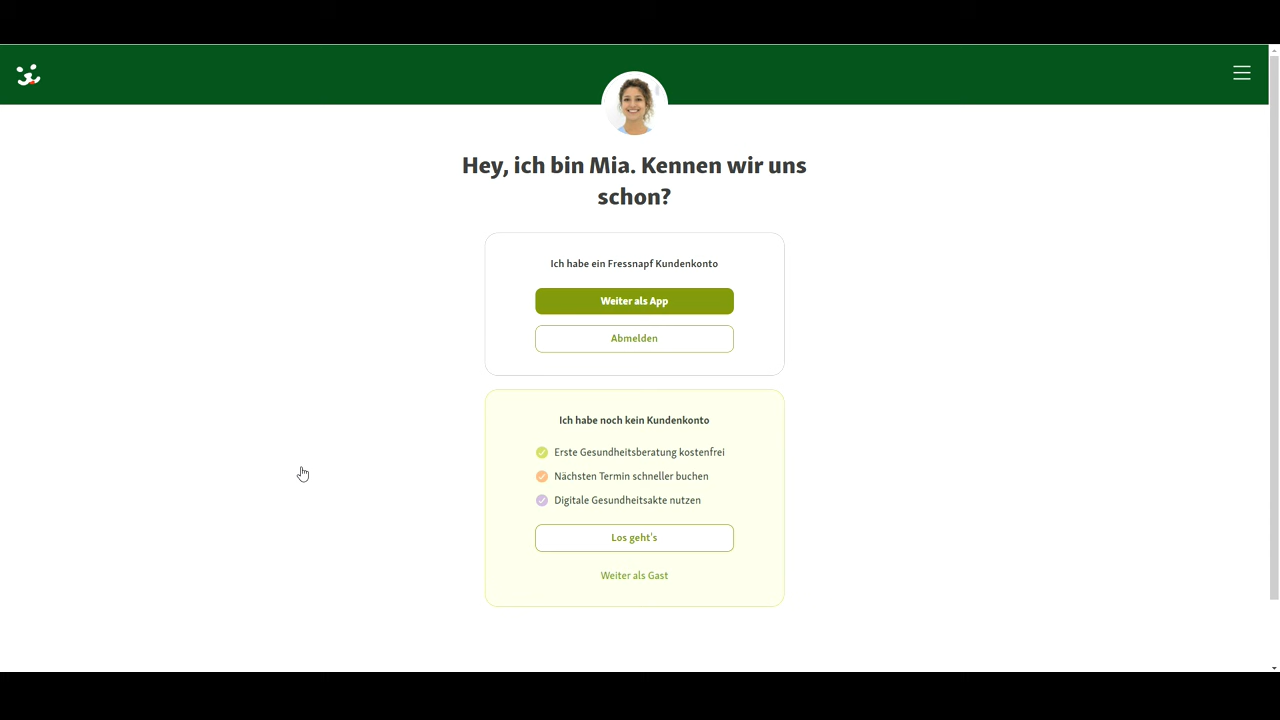 Hey, ich bin Mia. Kennen wir uns
schon?
Ich habe ein Fressnapf Kundenkonto
Weiter als App
Abmelden
Ich habe noch kein Kundenkonto
Erste Gesundheitsberatung kostenfrei
Nächsten Termin schneller buchen
Digitale Gesundheitsakte nutzen
Los geht's
Weiter als Gast